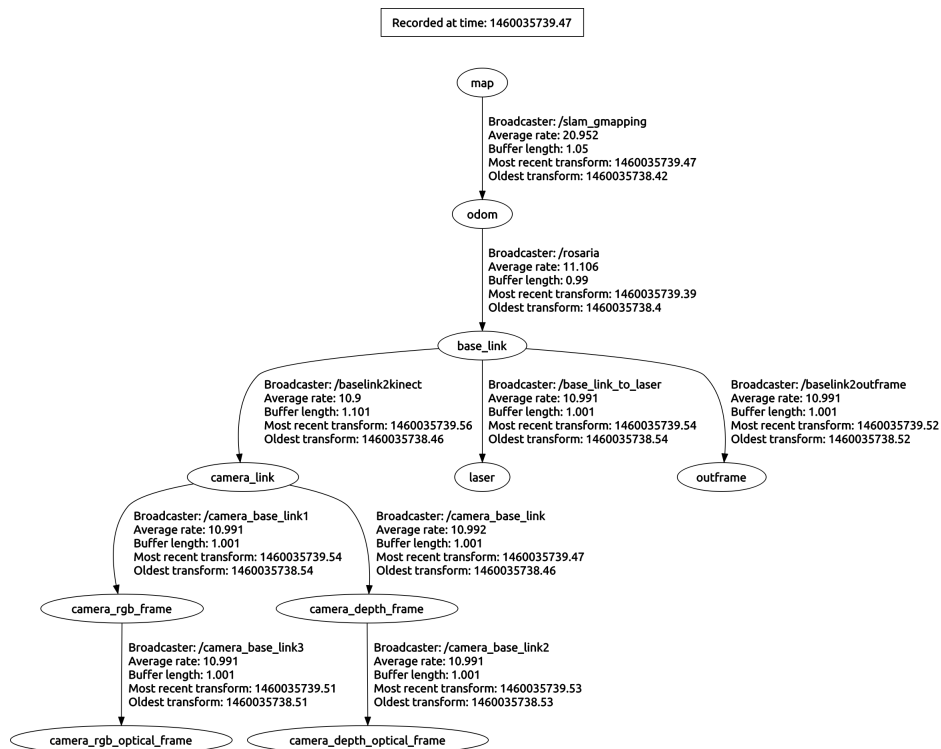 Recorded at time: 1460035739.47
map
Broadcaster: /slam_gmapping
Average rate: 20.952
Buffer length: 1.05
Most recent transform: 1460035739.47
Oldest transform: 1460035738.42
odom
Broadcaster: /rosaria
Average rate: 11.106
Buffer length: 0.99
Most recent transform: 1460035739.39
Oldest transform: 1460035738.4
base_link
Broadcaster: /baselink2kinect
Average rate: 10.9
Buffer length: 1.101
Most recent transform: 1460035739.56
Oldest transform: 1460035738.46
Broadcaster: /base_link_to_laser
Average rate: 10.991
Buffer length: 1.001
Most recent transform: 1460035739.54
Oldest transform: 1460035738.54
Broadcaster: /baselink2outframe
Average rate: 10.991
Buffer length: 1.001
Most recent transform: 1460035739.52
Oldest transform: 1460035738.52
camera_link
laser
outframe
Broadcaster: /camera_base_link1
Average rate: 10.991
Buffer length: 1.001
Most recent transform: 1460035739.54
Oldest transform: 1460035738.54
Broadcaster: /camera_base_link
Average rate: 10.992
Buffer length: 1.001
Most recent transform: 1460035739.47
Oldest transform: 1460035738.46
camera_rgb_frame
camera_depth_frame
Broadcaster: /camera_base_link3
Average rate: 10.991
Buffer length: 1.001
Most recent transform: 1460035739.51
Oldest transform: 1460035738.51
Broadcaster: /camera_base_link2
Average rate: 10.991
Buffer length: 1.001
Most recent transform: 1460035739.53
Oldest transform: 1460035738.53
camera_rgb_optical_frame
camera_depth_optical_frame